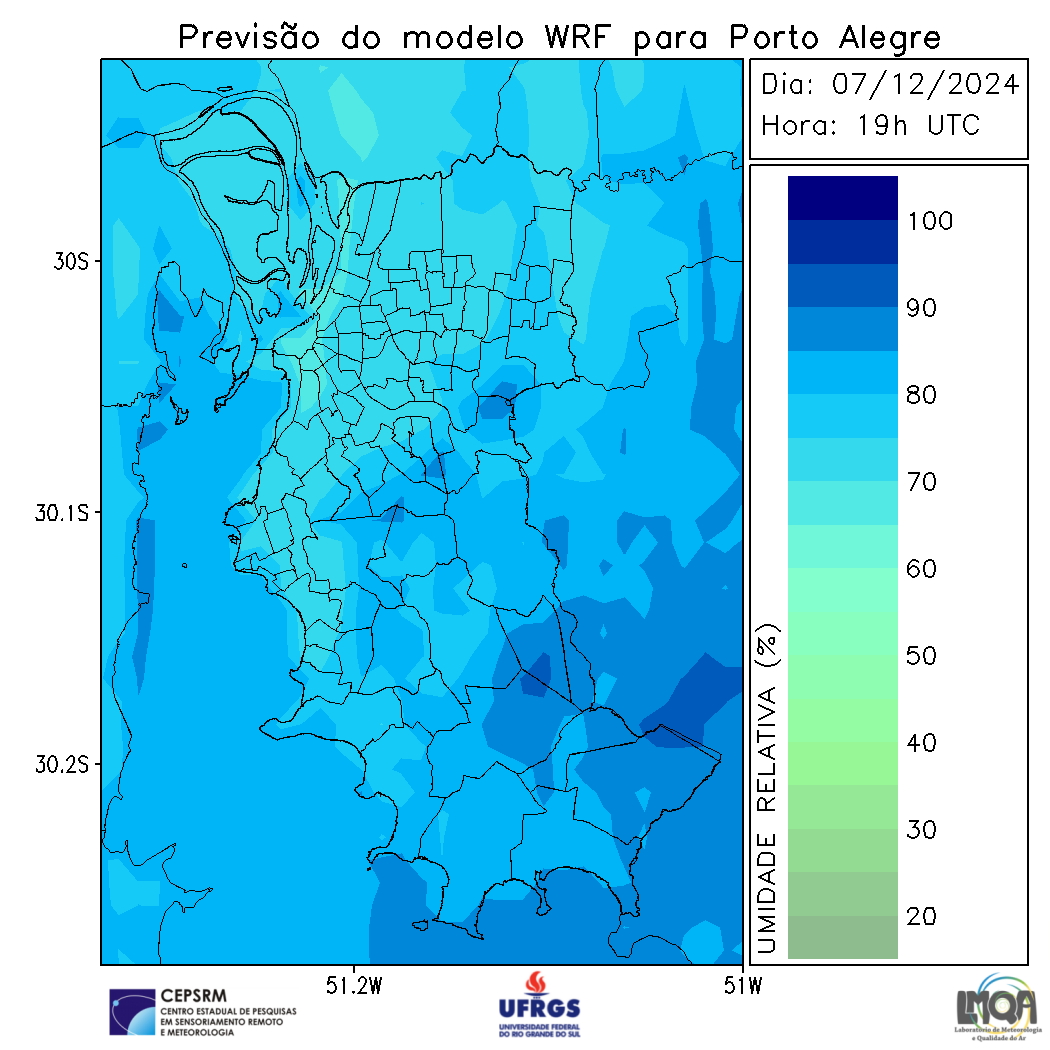 Previsão do modelo WRF para Porto Alegre
Dia: 07/12/2024
Hora: 19h UTC
30S
30.1S
30.2S
51.2W
51W
100
90
80
70
60
50
40
30
20
UMIDADE RELATIVA (%)
CEPSRM
CENTRO ESTADUAL DE PESQUISAS
EM SENSORIAMENTO REMOTO
E METEOROLOGIA
UFRGS
UNIVERSIDADE FEDERAL
DO RIO GRANDE DO SUL
LMQA
Laboratório de Meteorologia
e Qualidade do Ar